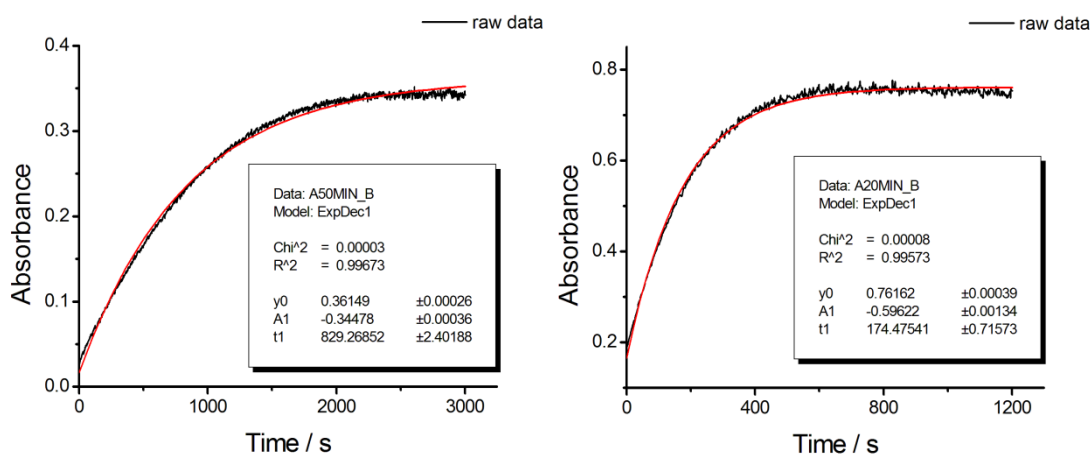 raw data
0.4
0.3
0.2
0.1
0.0
Absorbance
Data: A50MIN_B
Model: ExpDec1
Chi^2 = 0.00003
R^2 = 0.99673
y0 0.36149 ±0.00026
A1 -0.34478 ±0.00036
t1 829.26852 ±2.40188
0 1000 2000 3000
Time / s
raw data
0.8
0.6
0.4
0.2
Absorbance
Data: A20MIN_B
Model: ExpDec1
Chi^2 = 0.00008
R^2 = 0.99573
y0 0.76162 ±0.00039
A1 -0.59622 ±0.00134
t1 174.47541 ±0.71573
0 400 800 1200
Time / s